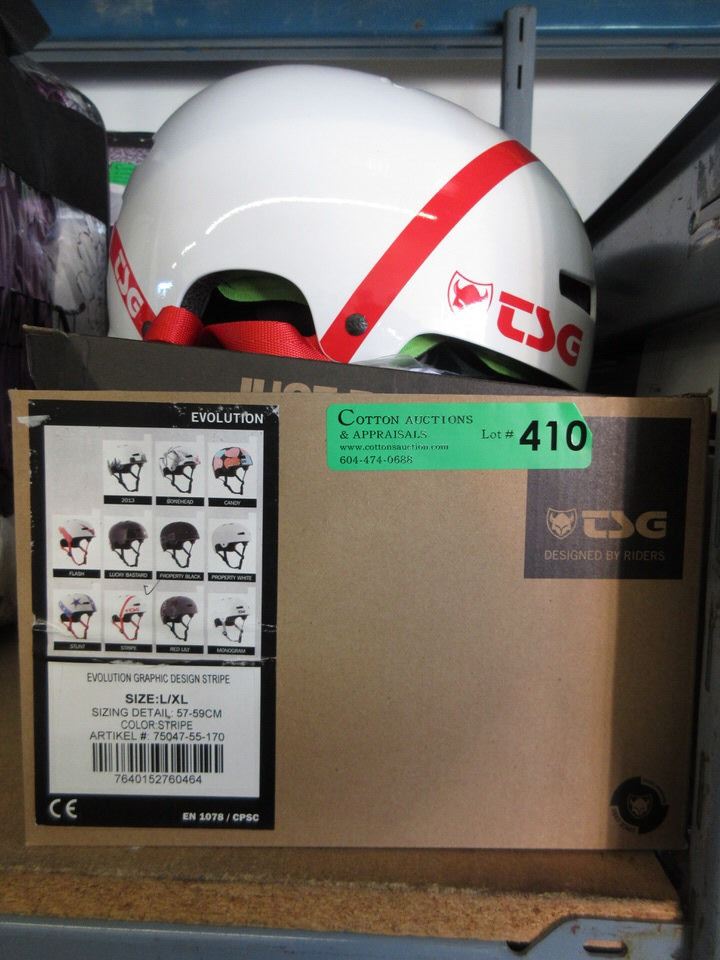 TSG
TSG
JUST
EVOLUTION
2013
BONEHEAD
CANDY
FLASH
LUCKY BASTARD
PROPERTY BLACK
PROPERTY WHITE
STUNT
STRIPE
RED LILY
MONOGRAM
EVOLUTION GRAPHIC DESIGN STRIPE
SIZE:L/XL
SIZING DETAIL: 57-59CM
COLOR:STRIPE
ARTIKEL #: 75047-55-170
7640152760464
CE
EN 1078 / CPSC
COTTON AUCTIONS
& APPRAISALS
www.cottonsauction.com
604-474-0688
Lot # 410
TSG
DESIGNED BY RIDERS